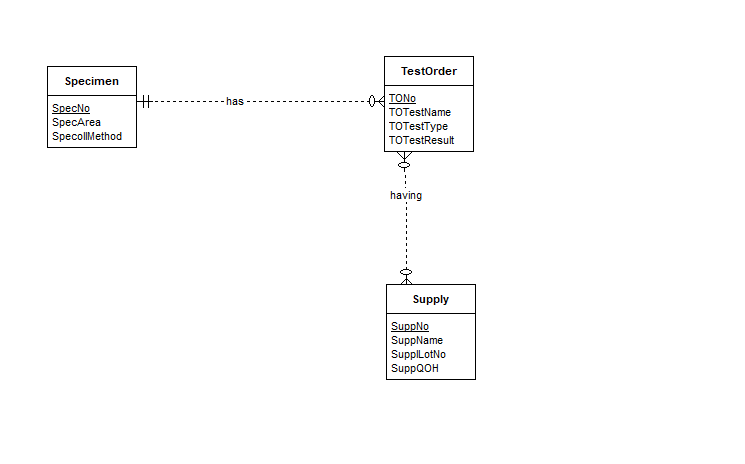 Specimen
SpecNo
SpecArea
SpecollMethod
has
TestOrder
TONo
TOTestName
TOTestType
TOTestResult
having
Supply
SuppNo
SuppName
SupplLotNo
SuppQOH